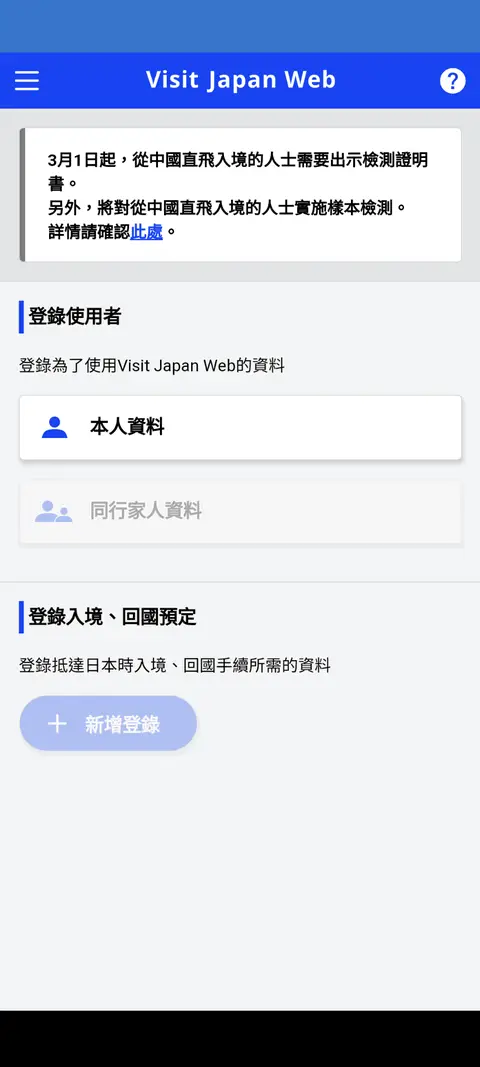 Visit Japan Web
?
3月1日起，從中國直飛入境的人士需要出示檢測證明
書。
另外，將對從中國直飛入境的人士實施樣本檢測。
詳情請確認此處。
登錄使用者
登錄為了使用Visit Japan Web的資料
本人資料
同行家人資料
登錄入境、回國預定
登錄抵達日本時入境、回國手續所需的資料
+ 新增登錄